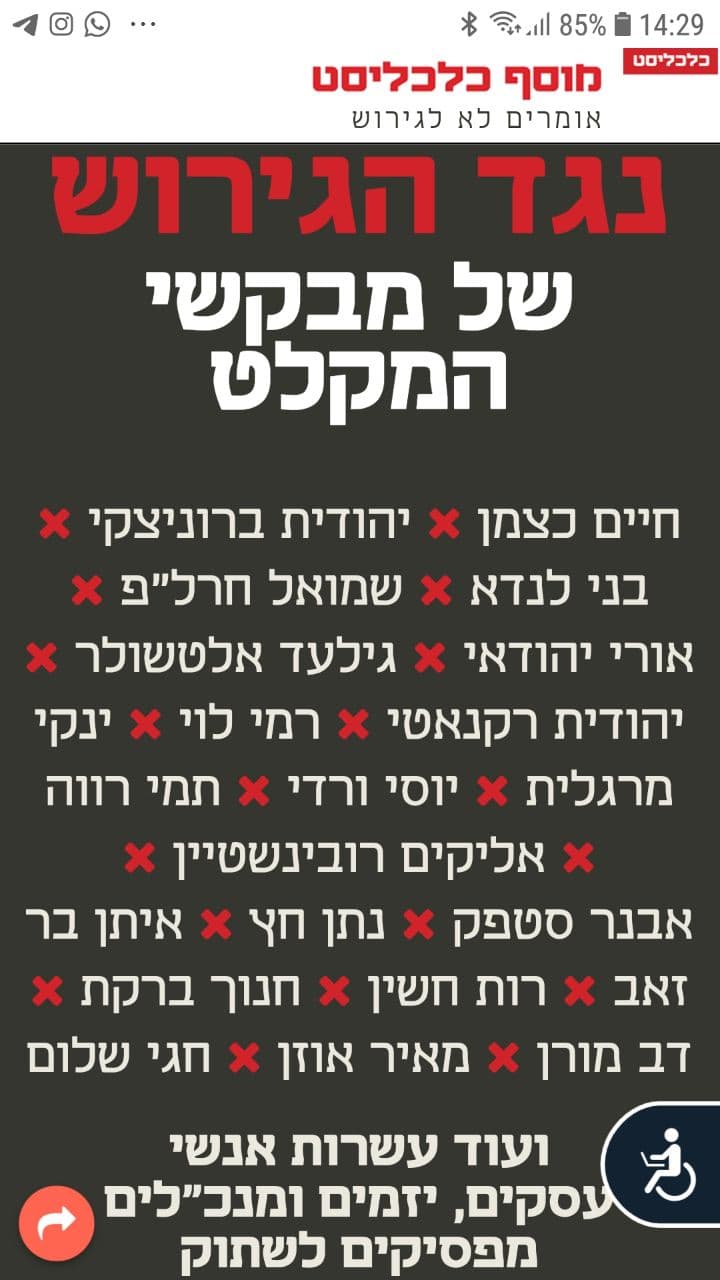 85% 14:29
כלכליסט
מוסף כלכליסט
אומרים לא לגירוש
נגד הגירוש
של מבקשי
המקלט
חיים כצמן ✖ יהודית ברוניצקי ✖
בני לנדא ✖ שמואל חרל"פ ✖
אורי יהודאי ✖ גילעד אלטשולר ✖
יהודית רקנאטי ✖ רמי לוי ✖ ינקי
מרגלית ✖ יוסי ורדי ✖ תמי רווה
✖ אליקים רובינשטיין ✖
אבנר סטפק ✖ נתן חץ ✖ איתן בר
זאב ✖ רות חשין ✖ חנוך ברקת ✖
דב מורן ✖ מאיר אוזן ✖ חגי שלום
ועוד עשרות אנשי
עסקים, יזמים ומנכ"לים
מפסיקים לשתוק